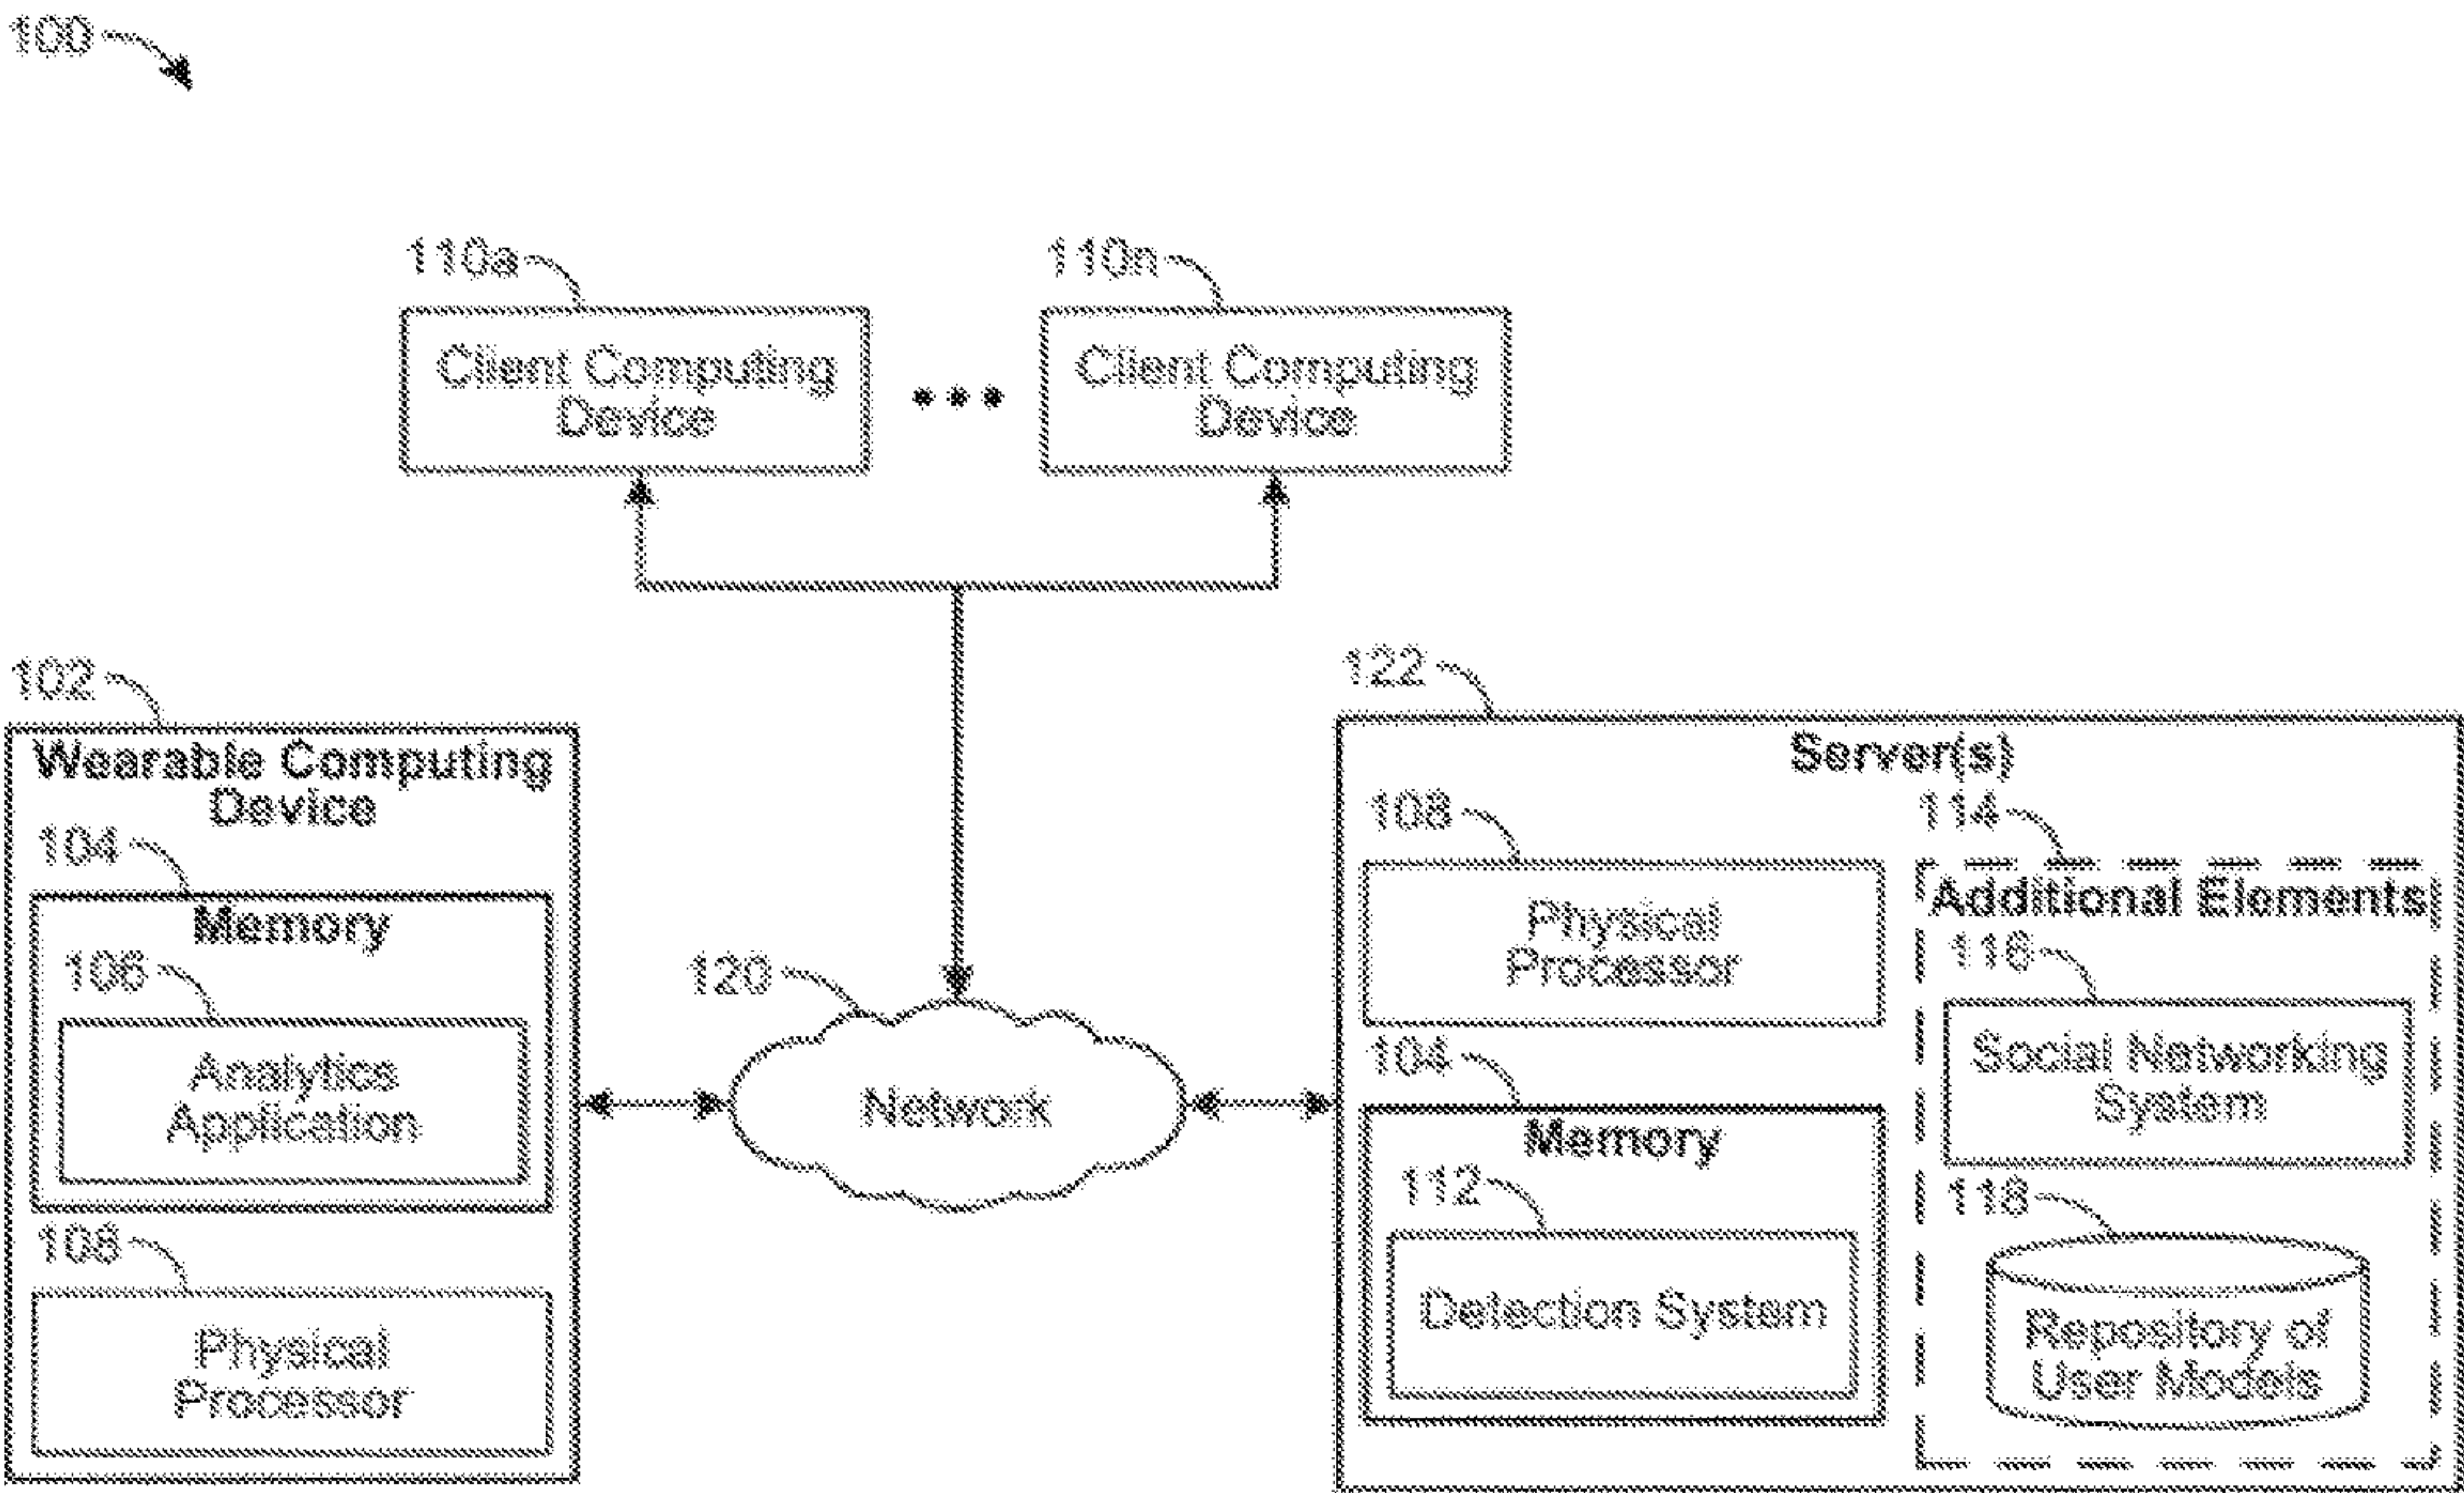 100
110a
110n
Client Computing
Device
Client Computing
Device
102
Wearable Computing
Device
104
Memory
106
Analytics
Application
108
Physical
Processor
120
Network
122
Server(s)
108
Physical
Processor
104
Memory
112
Detection System
114
Additional Elements
116
Social Networking
System
118
Repository of
User Models